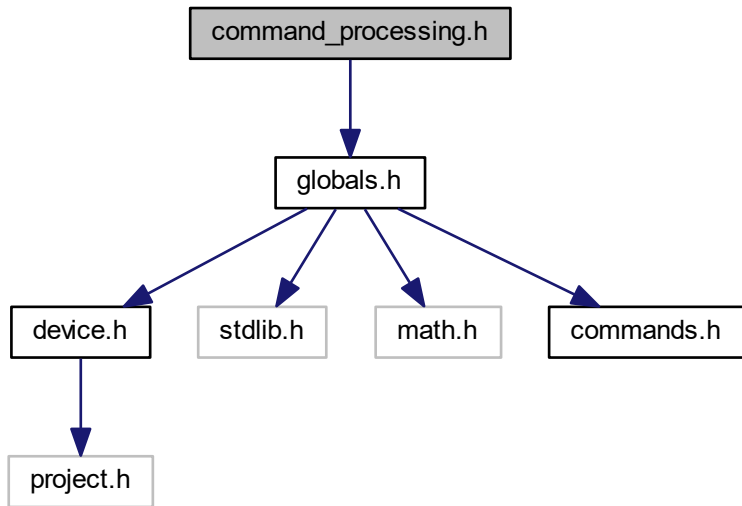 command_processing.h
globals.h
device.h
stdlib.h
math.h
commands.h
project.h